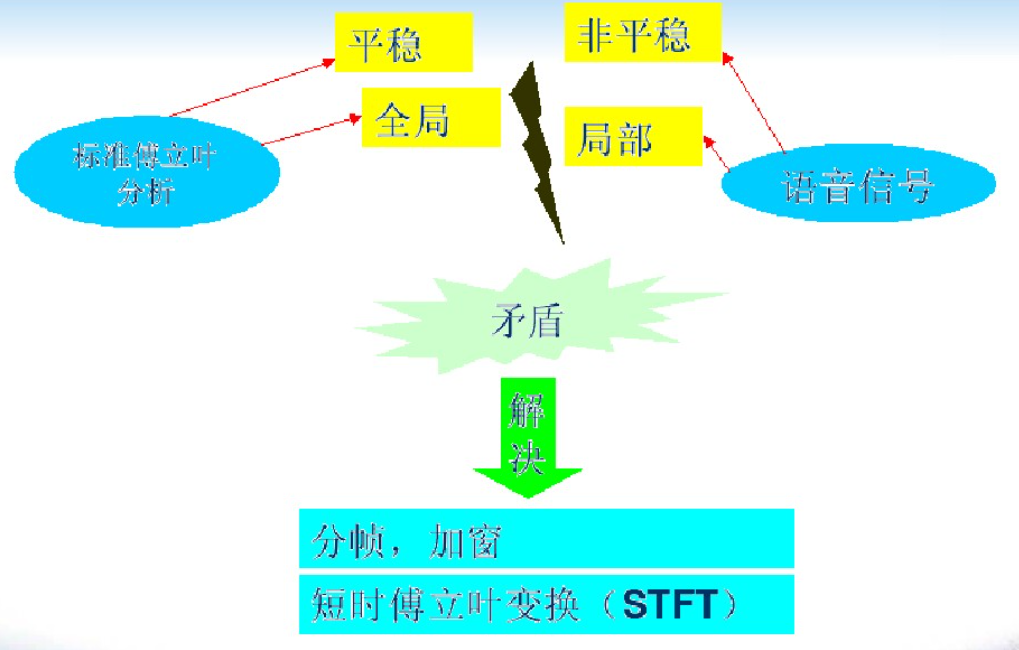 平稳
非平稳
全局
局部
标准傅立叶
分析
语音信号
矛盾
解
决
分帧，加窗
短时傅立叶变换（STFT）